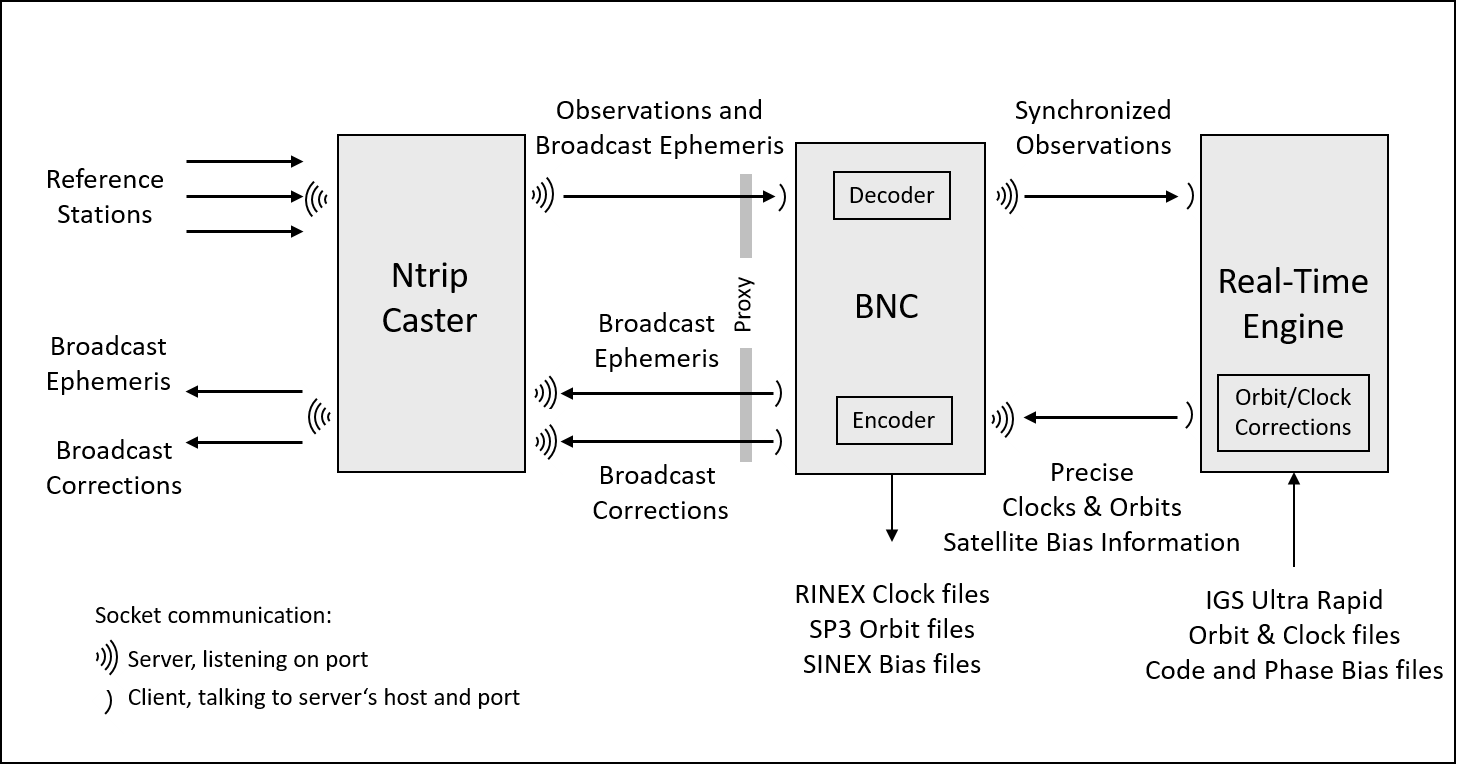 Observations and
Broadcast Ephemeris
Synchronized
Observations
Reference
Stations
Decoder
Ntrip
Caster
Proxy
BNC
Real-Time
Engine
Broadcast
Ephemeris
Broadcast
Ephemeris
Encoder
Orbit/Clock
Corrections
Broadcast
Corrections
Broadcast
Corrections
Precise
Clocks & Orbits
Satellite Bias Information
RINEX Clock files
SP3 Orbit files
SINEX Bias files
IGS Ultra Rapid
Orbit & Clock files
Code and Phase Bias files
Socket communication:
Server, listening on port
Client, talking to server‘s host and port